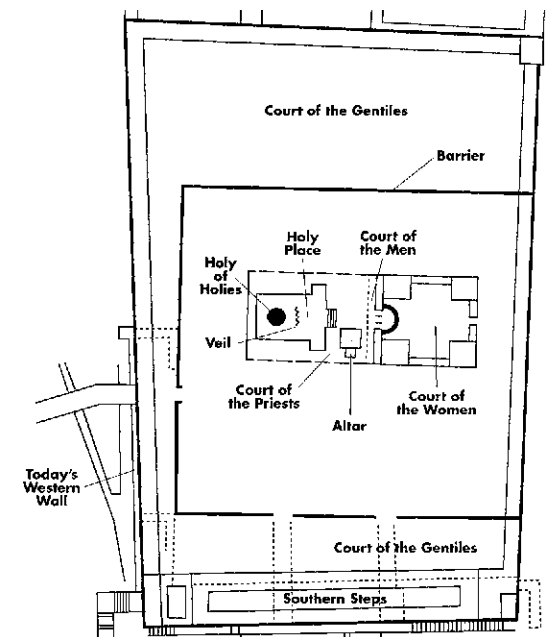 Court of the Gentiles
Barrier
Holy
Place
Court of
the Men
Holy
of
Holies
Veil
Court of
the Priests
Court of
the Women
Altar
Today's
Western
Wall
Court of the Gentiles
Southern Steps